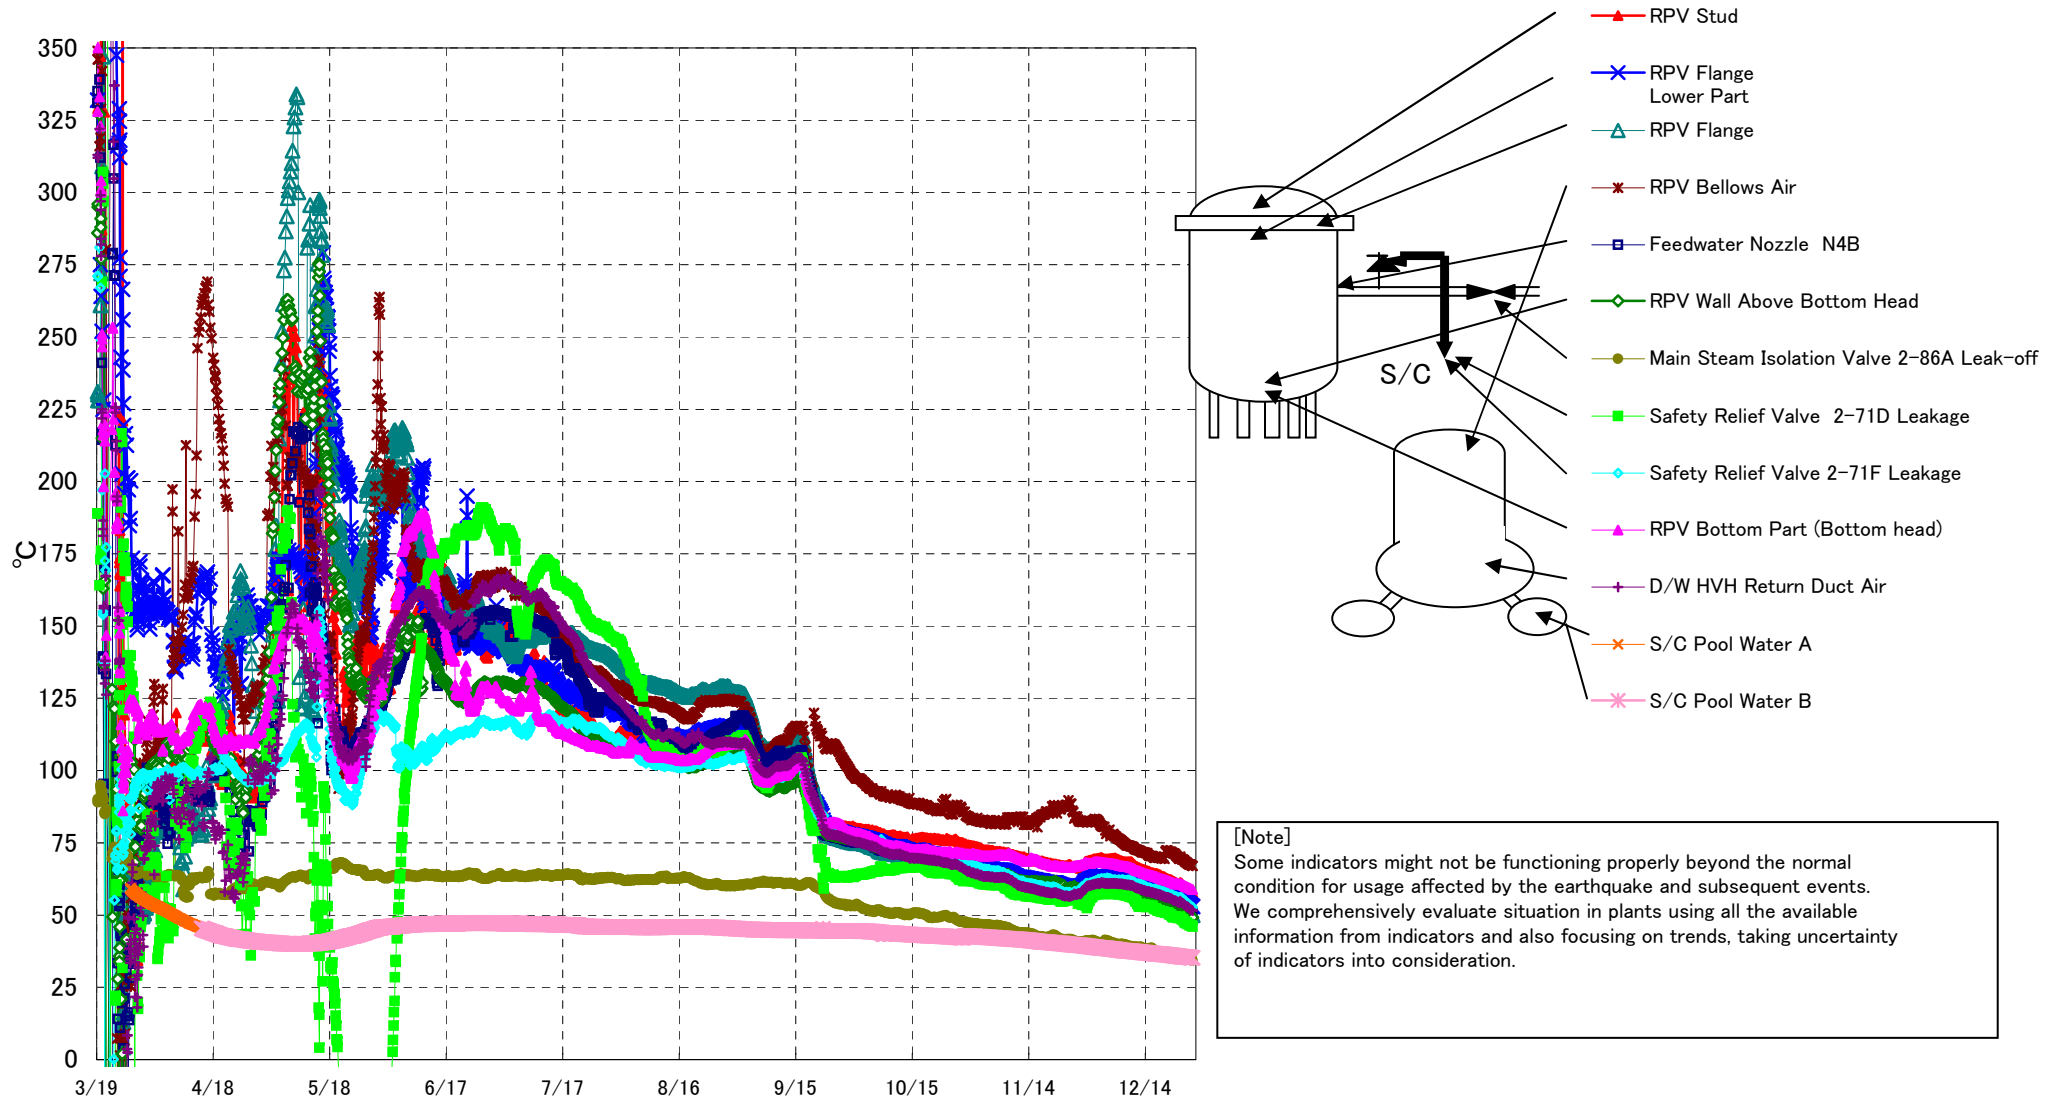 350
325
300
275
250
225
200
175
150
125
100
75
50
25
0
℃
3/19
4/18
5/18
6/17
7/17
8/16
9/15
10/15
11/14
12/14
RPV Stud
RPV Flange
Lower Part
RPV Flange
RPV Bellows Air
Feedwater Nozzle N4B
RPV Wall Above Bottom Head
Main Steam Isolation Valve 2-86A Leak-off
Safety Relief Valve 2-71D Leakage
Safety Relief Valve 2-71F Leakage
RPV Bottom Part (Bottom head)
D/W HVH Return Duct Air
S/C Pool Water A
S/C Pool Water B
S/C
[Note]
Some indicators might not be functioning properly beyond the normal
condition for usage affected by the earthquake and subsequent events.
We comprehensively evaluate situation in plants using all the available
information from indicators and also focusing on trends, taking uncertainty
of indicators into consideration.